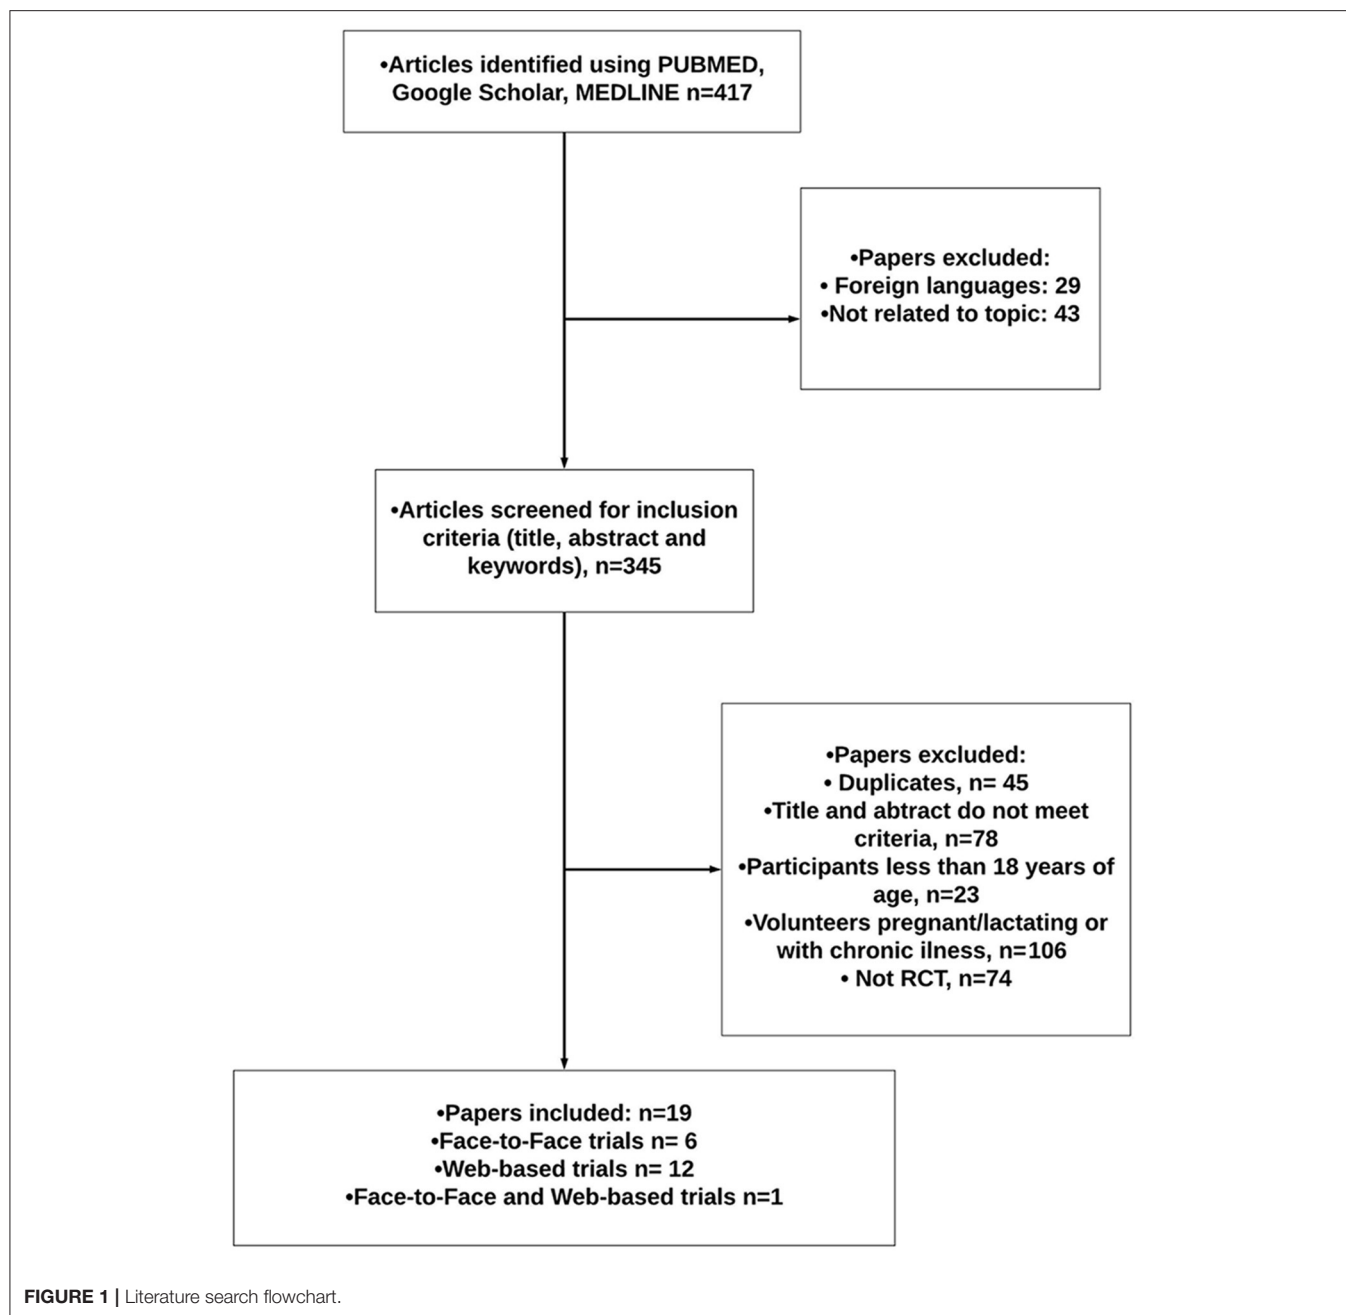 •Articles identified using PUBMED,
Google Scholar, MEDLINE n=417
•Papers excluded:
• Foreign languages: 29
•Not related to topic: 43
•Articles screened for inclusion
criteria (title, abstract and
keywords), n=345
•Papers excluded:
• Duplicates, n= 45
•Title and abtract do not meet
criteria, n=78
•Participants less than 18 years of
age, n=23
•Volunteers pregnant/lactating or
with chronic ilness, n=106
• Not RCT, n=74
•Papers included: n=19
•Face-to-Face trials n= 6
•Web-based trials n= 12
•Face-to-Face and Web-based trials n=1
FIGURE 1 | Literature search flowchart.